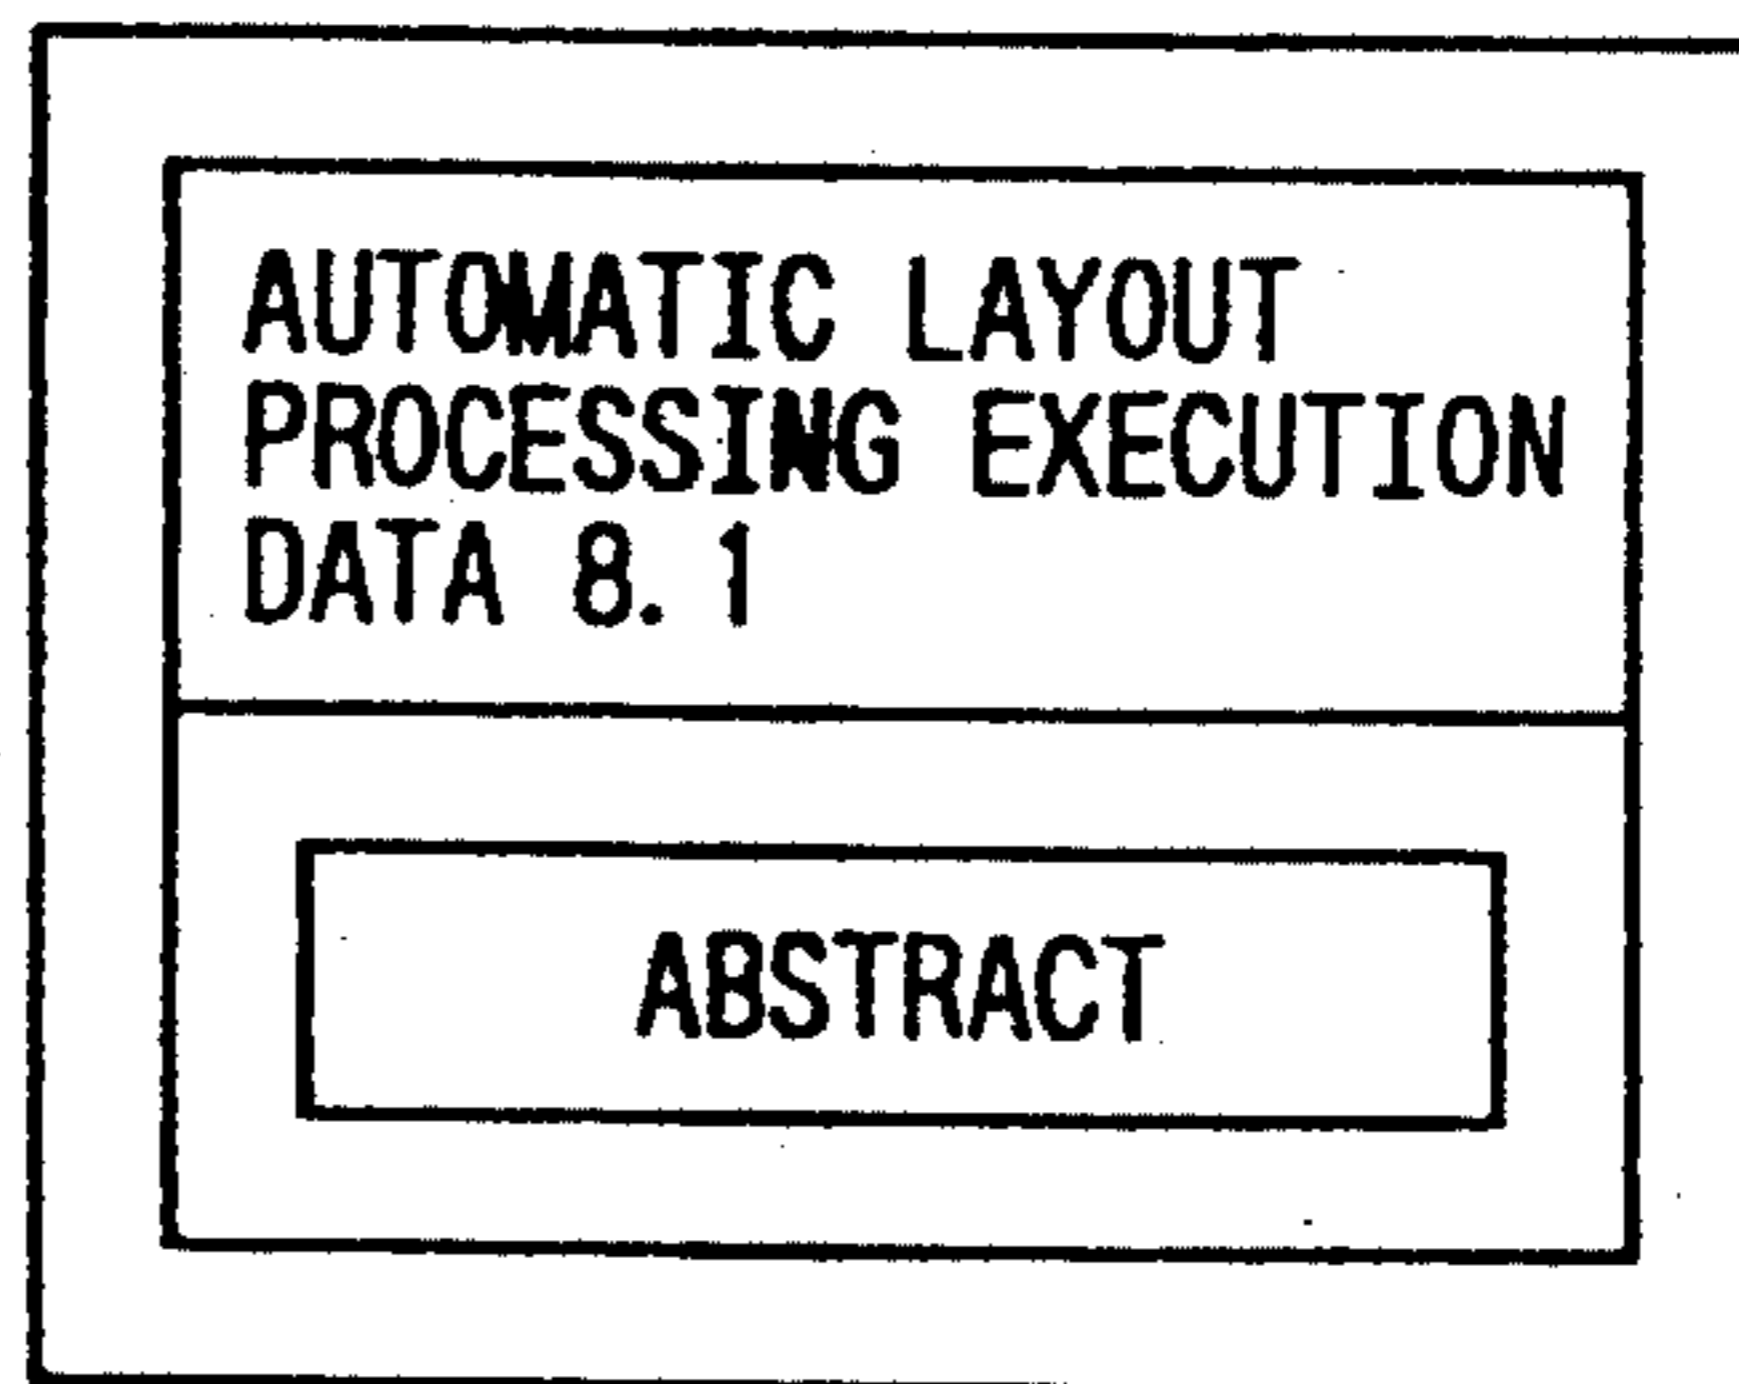 AUTOMATIC LAYOUT
PROCESSING EXECUTION
DATA 8.1
ABSTRACT